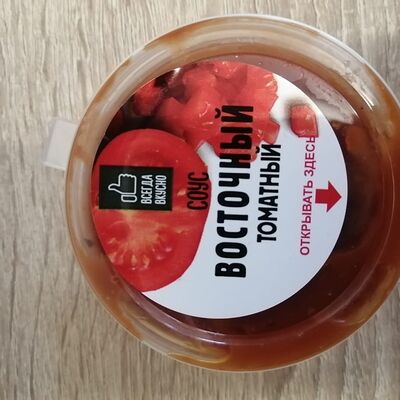 ВСЕГДА
ВКУСНО
СОУС
ВОСТОЧНЫЙ
ТОМАТНЫЙ
ОТКРЫВАТЬ ЗДЕСЬ